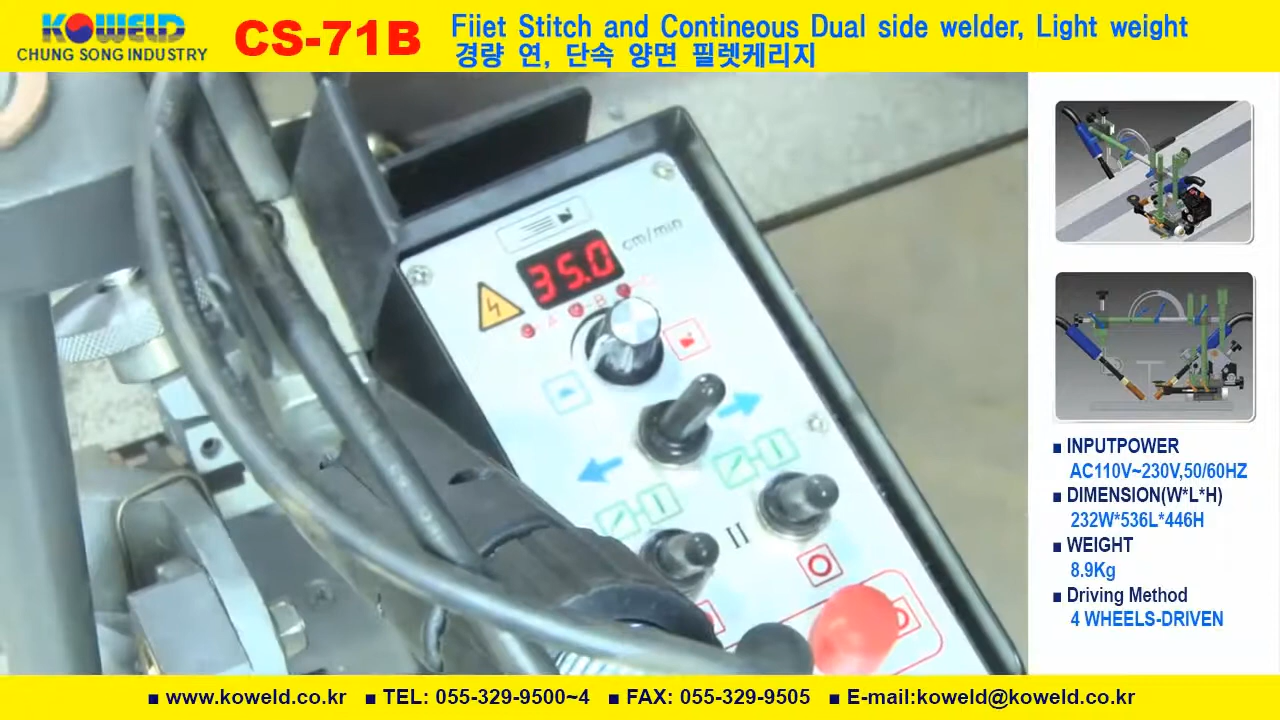 KOWELD
CHUNG SONG INDUSTRY
CS-71B
Fiiet Stitch and Contineous Dual side welder, Light weight
경량 연, 단속 양면 필렛케리지
35.0
cm/min
A
B
C
II
■ INPUTPOWER
AC110V~230V,50/60HZ
■ DIMENSION(W*L*H)
232W*536L*446H
■ WEIGHT
8.9Kg
■ Driving Method
4 WHEELS-DRIVEN
■ www.koweld.co.kr ■ TEL: 055-329-9500~4 ■ FAX: 055-329-9505 ■ E-mail:koweld@koweld.co.kr